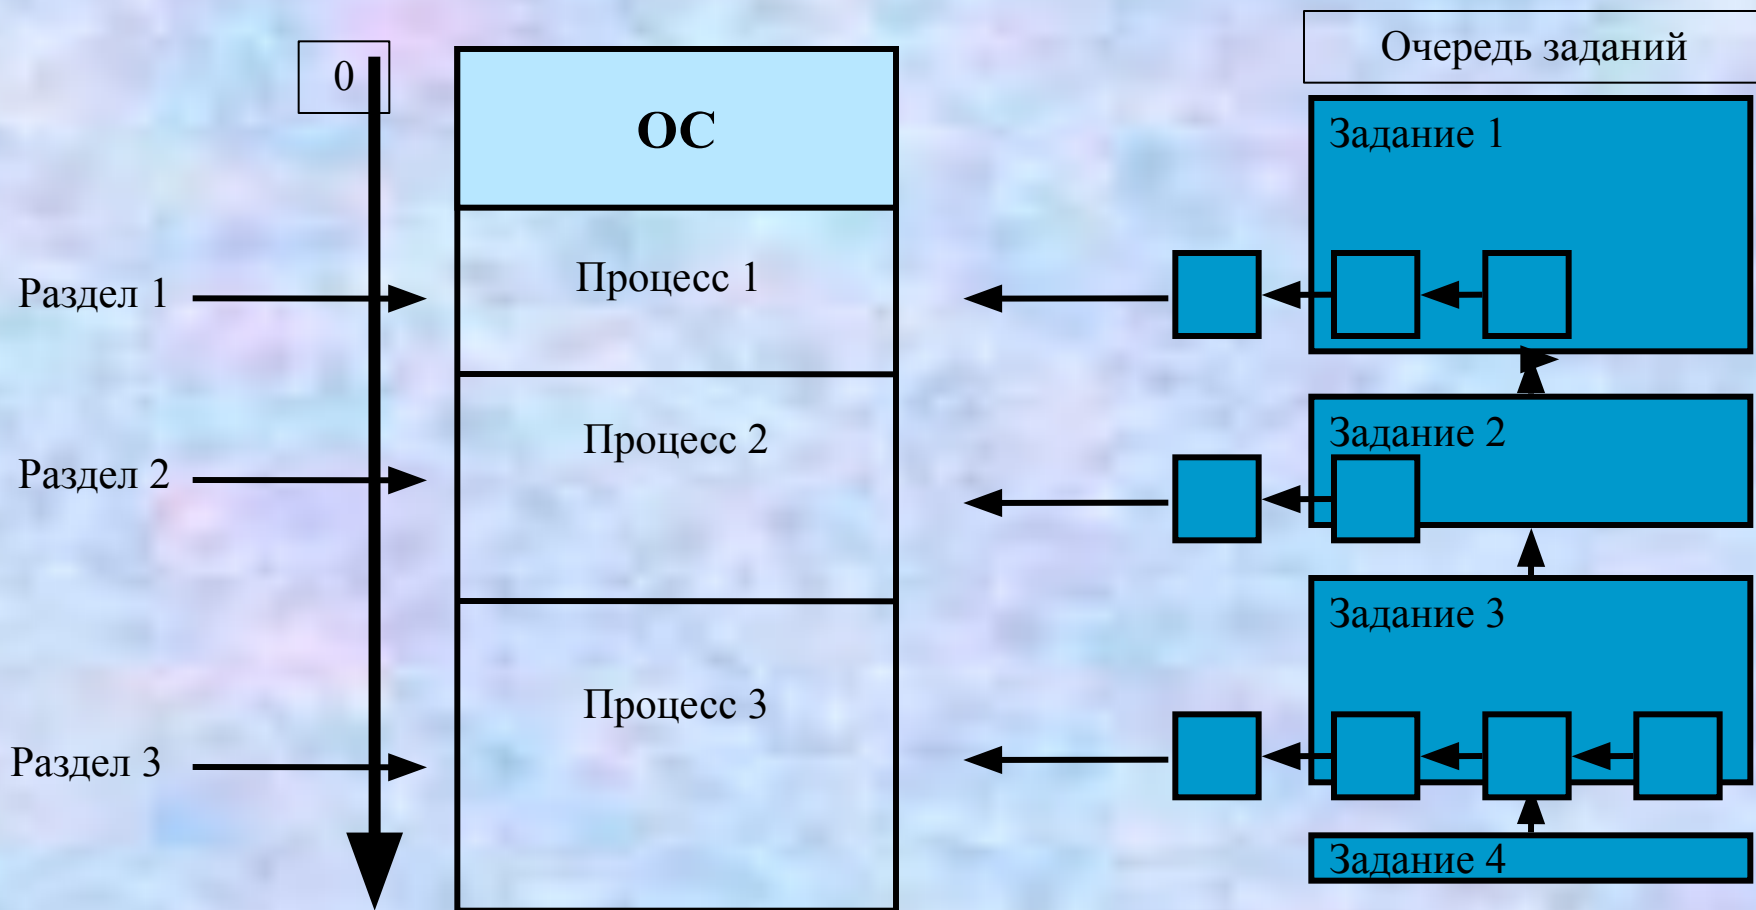 Очередь заданий
0
ОС
Задание 1
Процесс 1
Раздел 1
Задание 2
Процесс 2
Раздел 2
Задание 3
Процесс 3
Раздел 3
Задание 4